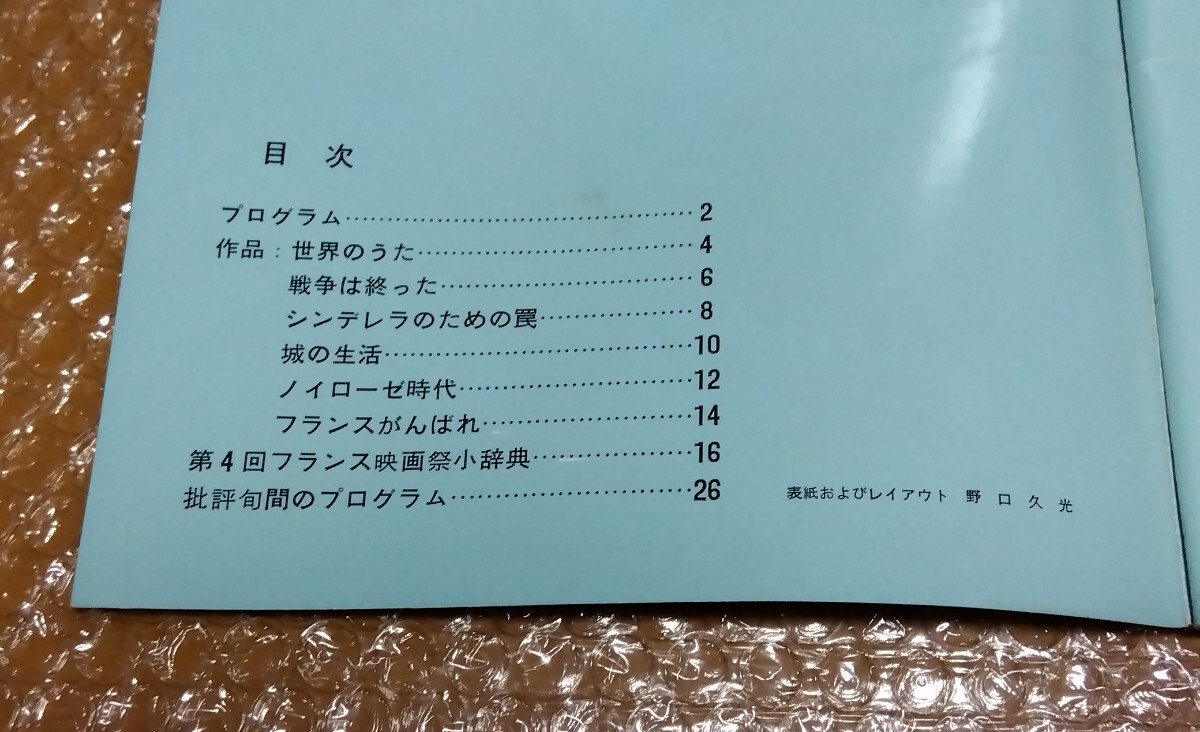 目 次
プログラム……………………………………2
作品：世界のうた……………………………4
戦争は終った…………………………6
シンデレラのための罠………………8
城の生活………………………………10
ノイローゼ時代………………………12
フランスがんばれ……………………14
第4回フランス映画祭小辞典………………16
批評旬間のプログラム………………………26
表紙およびレイアウト 野 口 久 光